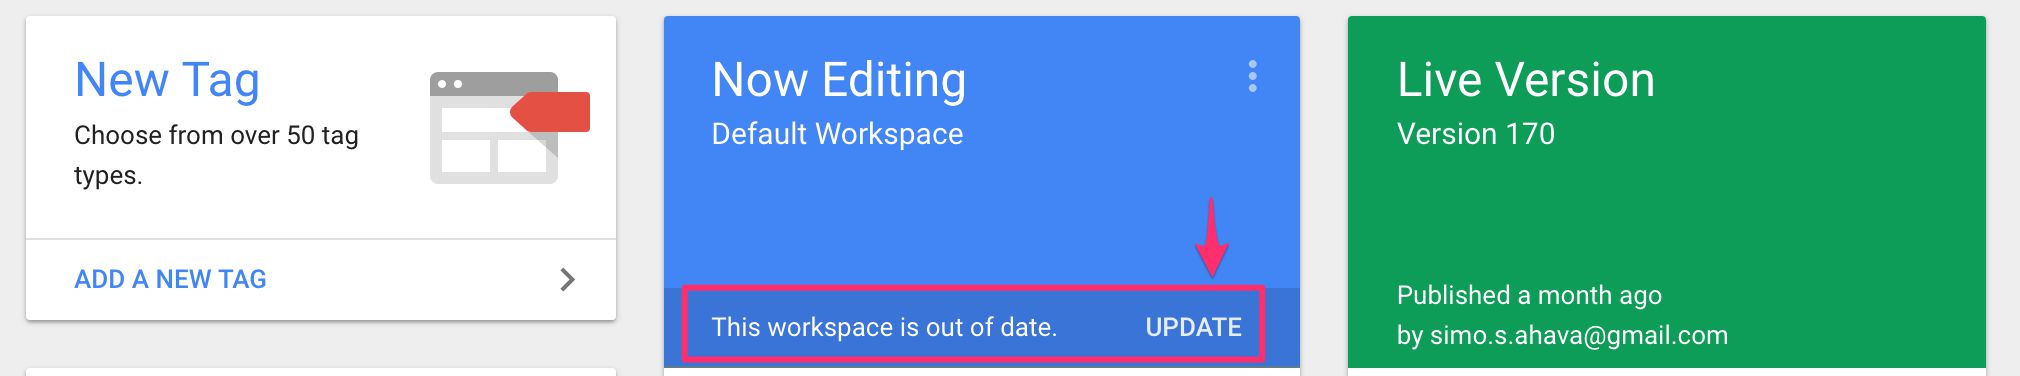 New Tag
Choose from over 50 tag
types.
ADD A NEW TAG
Now Editing
Default Workspace
This workspace is out of date. UPDATE
Live Version
Version 170
Published a month ago
by simo.s.ahava@gmail.com